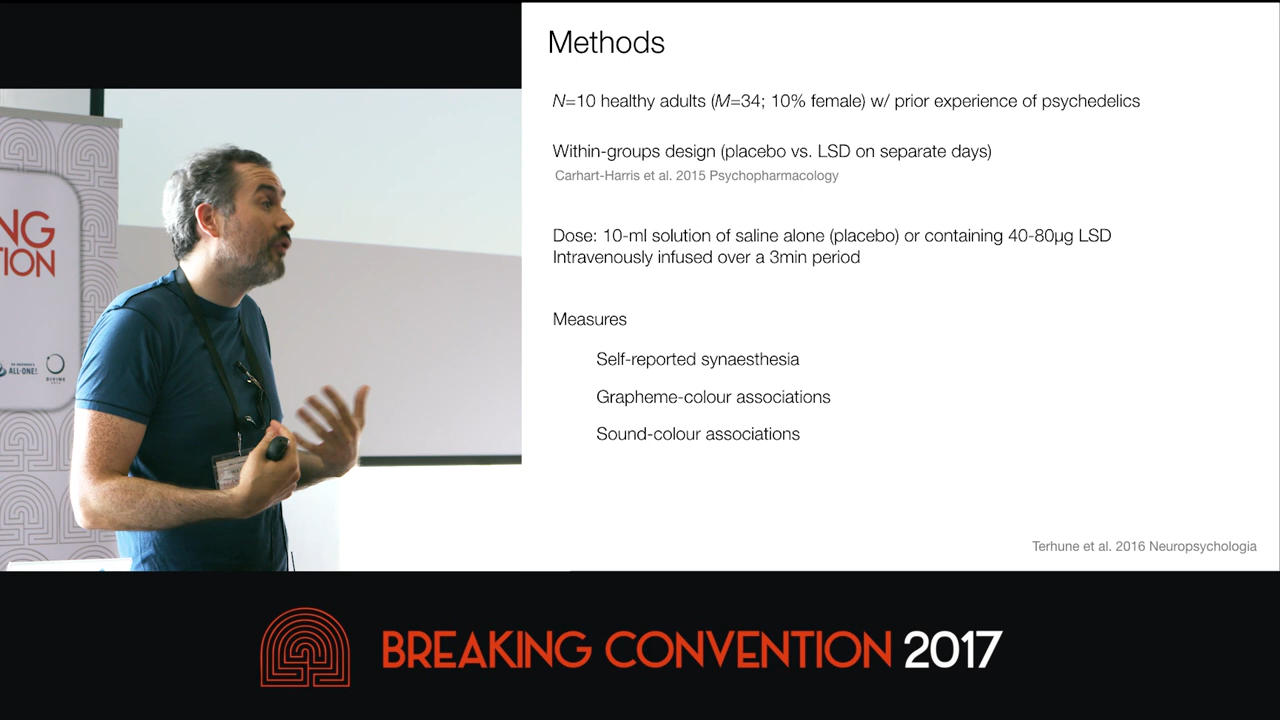 Methods
N=10 healthy adults (M=34; 10% female) w/ prior experience of psychedelics
Within-groups design (placebo vs. LSD on separate days)
Carhart-Harris et al. 2015 Psychopharmacology
Dose: 10-ml solution of saline alone (placebo) or containing 40-80µg LSD
Intravenously infused over a 3min period
Measures
Self-reported synaesthesia
Grapheme-colour associations
Sound-colour associations
Terhune et al. 2016 Neuropsychologia
NG
TION
ALL-ONE!
DIVINE
BREAKING CONVENTION 2017